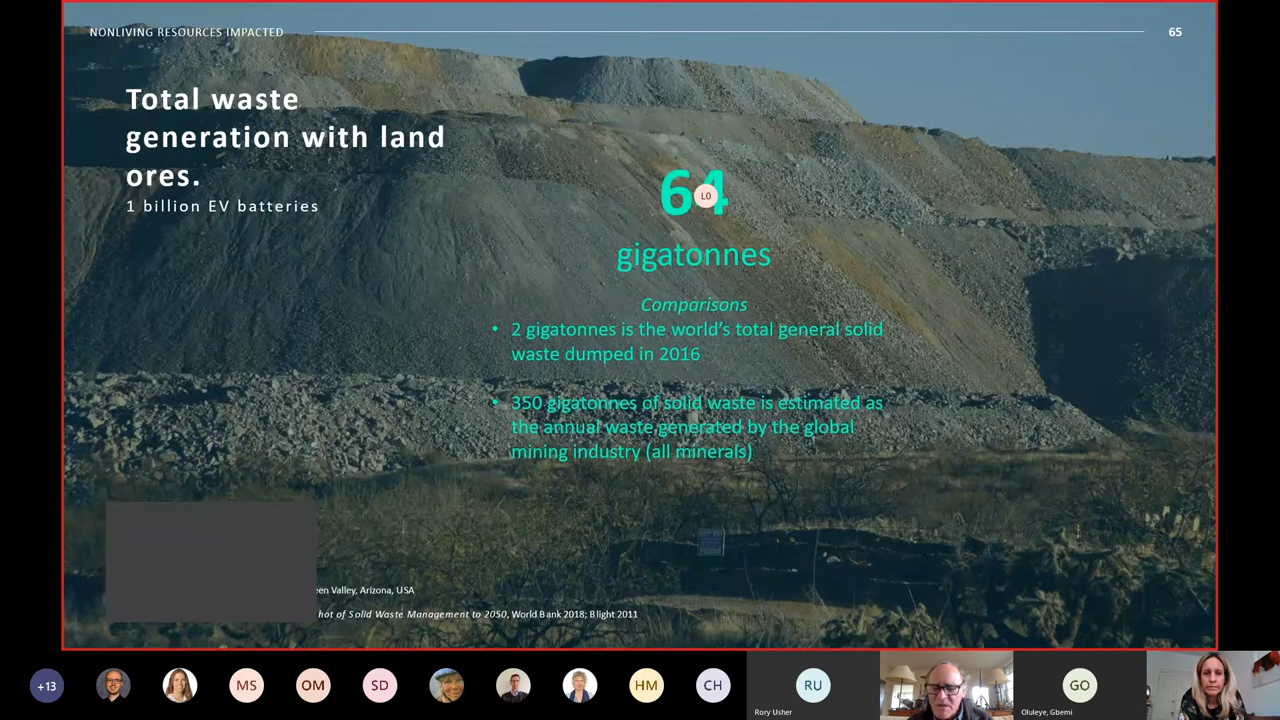 NONLIVING RESOURCES IMPACTED
65
Total waste
generation with land
ores.
1 billion EV batteries
64
LO
gigatonnes
Comparisons
• 2 gigatonnes is the world's total general solid
waste dumped in 2016
• 350 gigatonnes of solid waste is estimated as
the annual waste generated by the global
mining industry (all minerals)
Valley, Arizona, USA
of Solid Waste Management to 2050, World Bank 2018; Blight 2011
+13
MS
OM
SD
HM
CH
RU
Rory Usher
GO
Oluleye, Gbemi